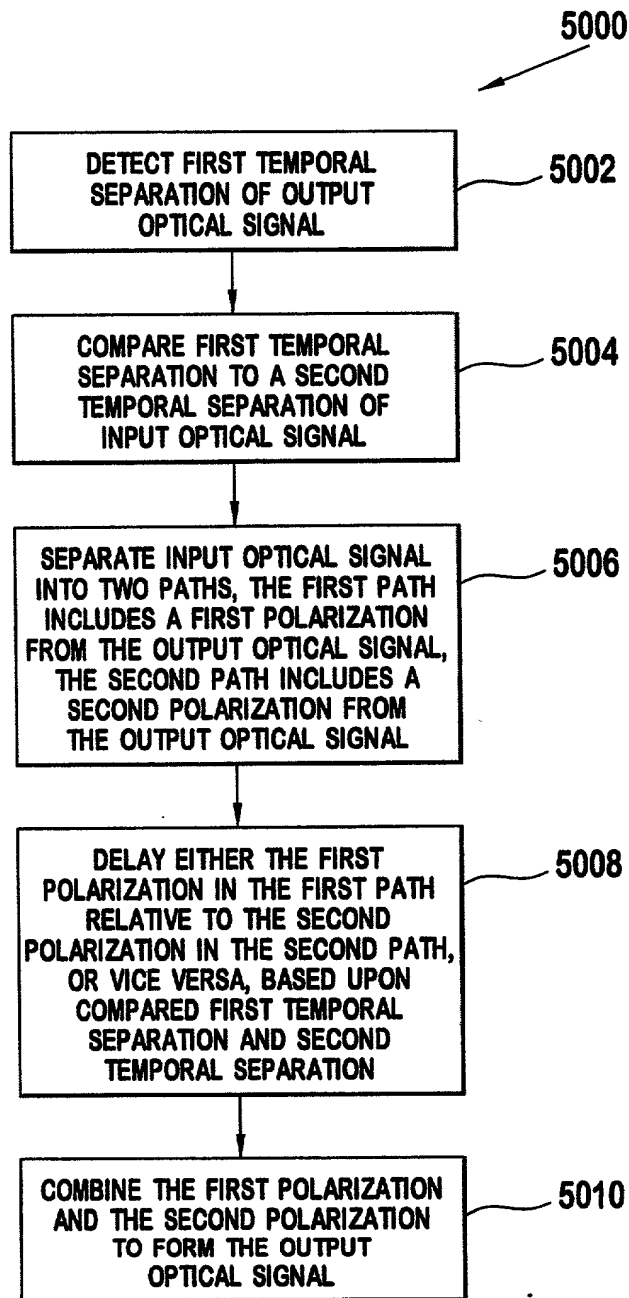 5000
DETECT FIRST TEMPORAL
SEPARATION OF OUTPUT
OPTICAL SIGNAL
5002
COMPARE FIRST TEMPORAL
SEPARATION TO A SECOND
TEMPORAL SEPARATION OF
INPUT OPTICAL SIGNAL
5004
SEPARATE INPUT OPTICAL SIGNAL
INTO TWO PATHS, THE FIRST PATH
INCLUDES A FIRST POLARIZATION
FROM THE OUTPUT OPTICAL SIGNAL,
THE SECOND PATH INCLUDES A
SECOND POLARIZATION FROM
THE OUTPUT OPTICAL SIGNAL
5006
DELAY EITHER THE FIRST
POLARIZATION IN THE FIRST PATH
RELATIVE TO THE SECOND
POLARIZATION IN THE SECOND PATH,
OR VICE VERSA, BASED UPON
COMPARED FIRST TEMPORAL
SEPARATION AND SECOND
TEMPORAL SEPARATION
5008
COMBINE THE FIRST POLARIZATION
AND THE SECOND POLARIZATION
TO FORM THE OUTPUT
OPTICAL SIGNAL
5010